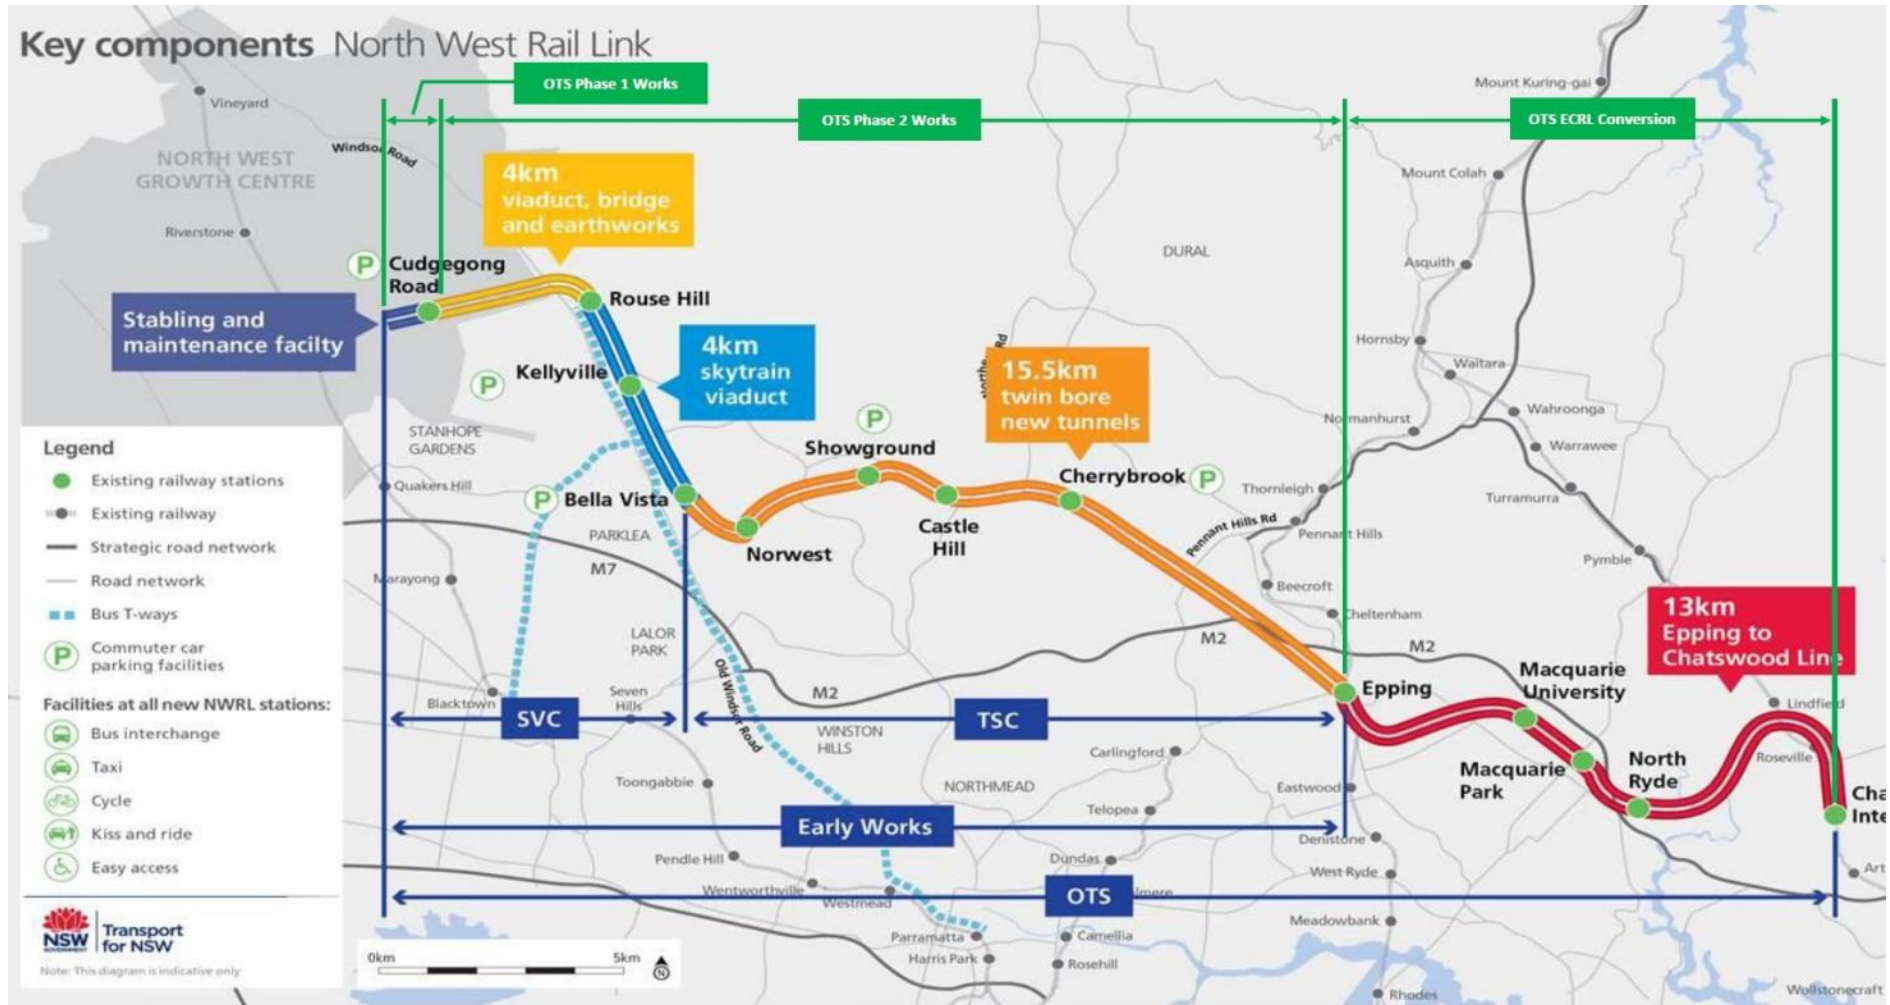 Key components North West Rail Link
OTS Phase 1 Works
OTS Phase 2 Works
OTS ECRL Conversion
Mount Kuring-gai
Vineyard
Windsor Road
NORTH WEST
GROWTH CENTRE
4km
viaduct, bridge
and earthworks
Mount Colah
Riverstone
DURAL
Asquith
P
Cudgegong
Road
Rouse Hill
Stabling and
maintenance facilty
Hornsby
Waitara
4km
skytrain
viaduct
Kellyville
P
15.5km
twin bore
new tunnels
Rd
Normanhurst
Wahroonga
Warrawee
STANHOPE
GARDENS
P
Showground
Cherrybrook
P
Thornleigh
Turramurra
Quakers Hill
P
Bella Vista
Castle
Hill
Pennant Hills Rd
Pennant Hills
PARKLEA
Norwest
M7
Pymble
Marayong
Beecroft
Cheltenham
13km
Epping to
Chatswood Line
LALOR
PARK
M2
M2
Macquarie
University
Epping
Blacktown
Seven
Hills
Old Windsor Road
M2
Lindfield
SVC
TSC
WINSTON
HILLS
Carlingford
Roseville
Macquarie
Park
North
Ryde
Toongabbie
NORTHMEAD
Eastwood
Telopea
Cha
Inte
Early Works
Denistone
Pendle Hill
Dundas
West Ryde
Art
Wentworthville
Westmead
OTS
lmere
Meadowbank
Parramatta
Camellia
Harris Park
Rosehill
Rhodes
Wollstonecraft
Legend
Existing railway stations
Existing railway
Strategic road network
Road network
Bus T-ways
P
Commuter car
parking facilities
Facilities at all new NWRL stations:
Bus interchange
Taxi
Cycle
Kiss and ride
Easy access
NSW
GOVERNMENT
Transport
for NSW
Note: This diagram is indicative only
0km
5km
N